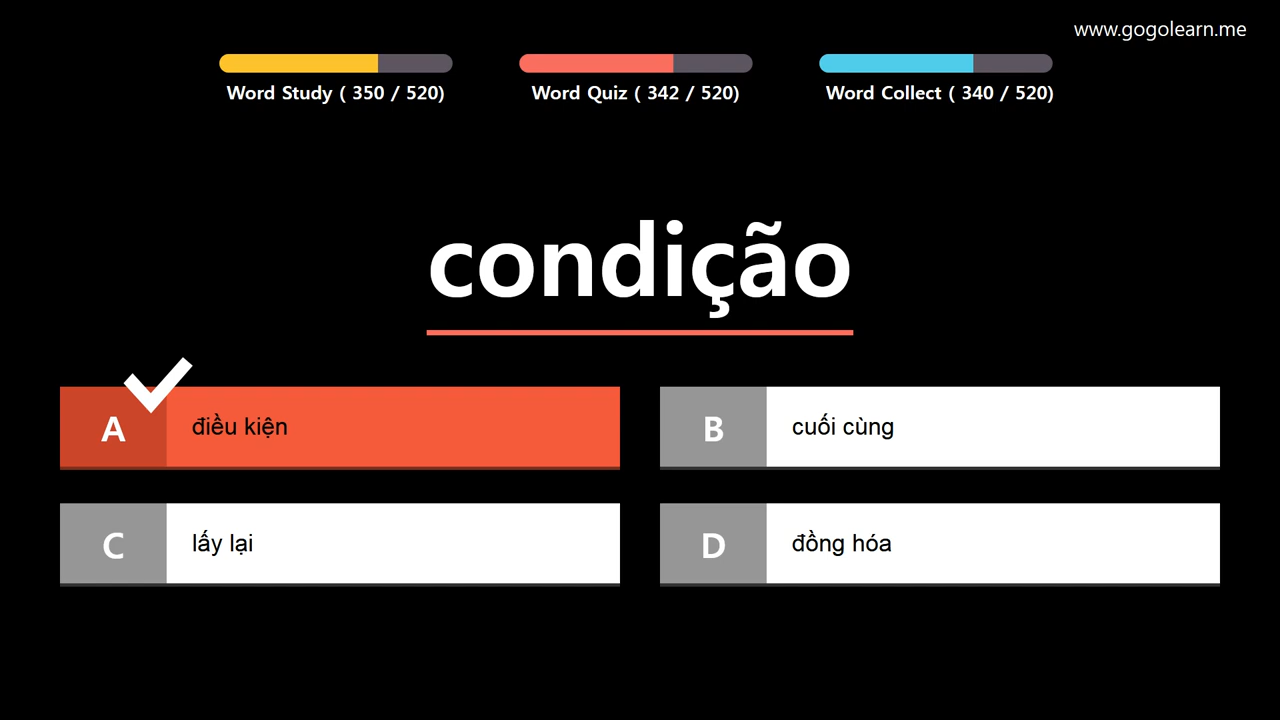 www.gogolearn.me
Word Study ( 350 / 520)
Word Quiz ( 342 / 520)
Word Collect ( 340 / 520)
condição
A
điều kiện
B
cuối cùng
C
lấy lại
D
đồng hóa